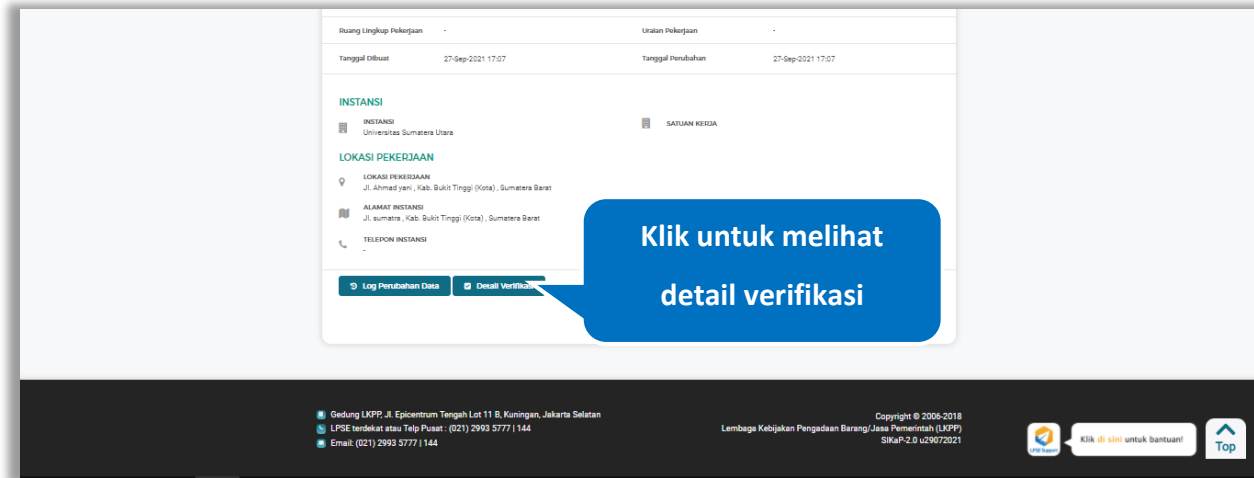 Ruang Lingkup Pekerjaan - Uraian Pekerjaan -
Tanggal Dibuat 27-Sep-2021 17:07 Tanggal Perubahan 27-Sep-2021 17:07
INSTANSI
INSTANSI
Universitas Sumatera Utara
SATUAN KERJA
LOKASI PEKERJAAN
LOKASI PEKERJAAN
Jl. Ahmad yani , Kab. Bukit Tinggi (Kota) , Sumatera Barat
ALAMAT INSTANSI
Jl. sumatra , Kab. Bukit Tinggi (Kota) , Sumatera Barat
TELEPON INSTANSI
-
Log Perubahan Data Detail Verifikasi
Klik untuk melihat
detail verifikasi
Gedung LKPP, Jl. Epicentrum Tengah Lot 11 B, Kuningan, Jakarta Selatan
LPSE terdekat atau Telp Pusat : (021) 2993 5777 | 144
Email: (021) 2993 5777 | 144
Copyright © 2006-2018
Lembaga Kebijakan Pengadaan Barang/Jasa Pemerintah (LKPP)
SIKaP-2.0 u29072021
LPSE Support
Klik di sini untuk bantuan!
Top